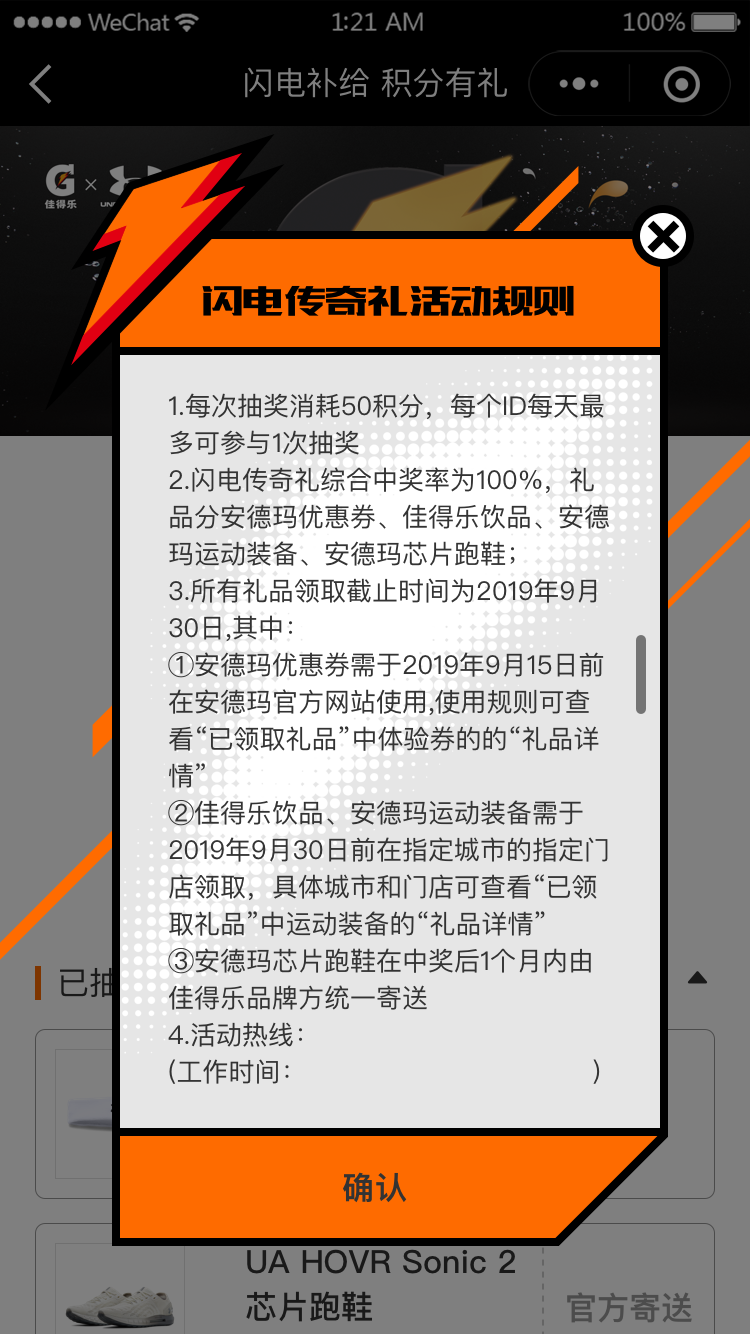 WeChat 1:21 AM 100%
闪电补给 积分有礼
佳得乐
闪电传奇礼活动规则
1.每次抽奖消耗50积分，每个ID每天最
多可参与1次抽奖
2.闪电传奇礼综合中奖率为100%，礼
品分安德玛优惠券、佳得乐饮品、安德
玛运动装备、安德玛芯片跑鞋；
3.所有礼品领取截止时间为2019年9月
30日,其中：
①安德玛优惠券需于2019年9月15日前
在安德玛官方网站使用,使用规则可查
看“已领取礼品”中体验券的的“礼品详
情”
②佳得乐饮品、安德玛运动装备需于
2019年9月30日前在指定城市的指定门
店领取，具体城市和门店可查看“已领
取礼品”中运动装备的“礼品详情”
③安德玛芯片跑鞋在中奖后1个月内由
佳得乐品牌方统一寄送
4.活动热线：
(工作时间： )
已抽
确认
UA HOVR Sonic 2
芯片跑鞋
官方寄送